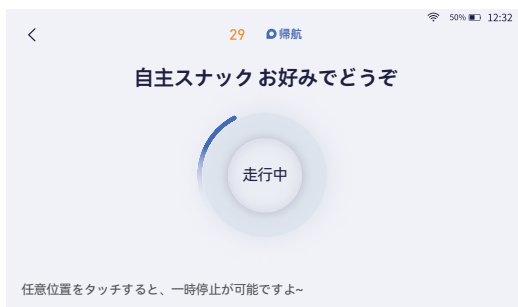 50% 12:32
29 帰航
自主スナック お好みでどうぞ
走行中
任意位置をタッチすると、一時停止が可能ですよ~